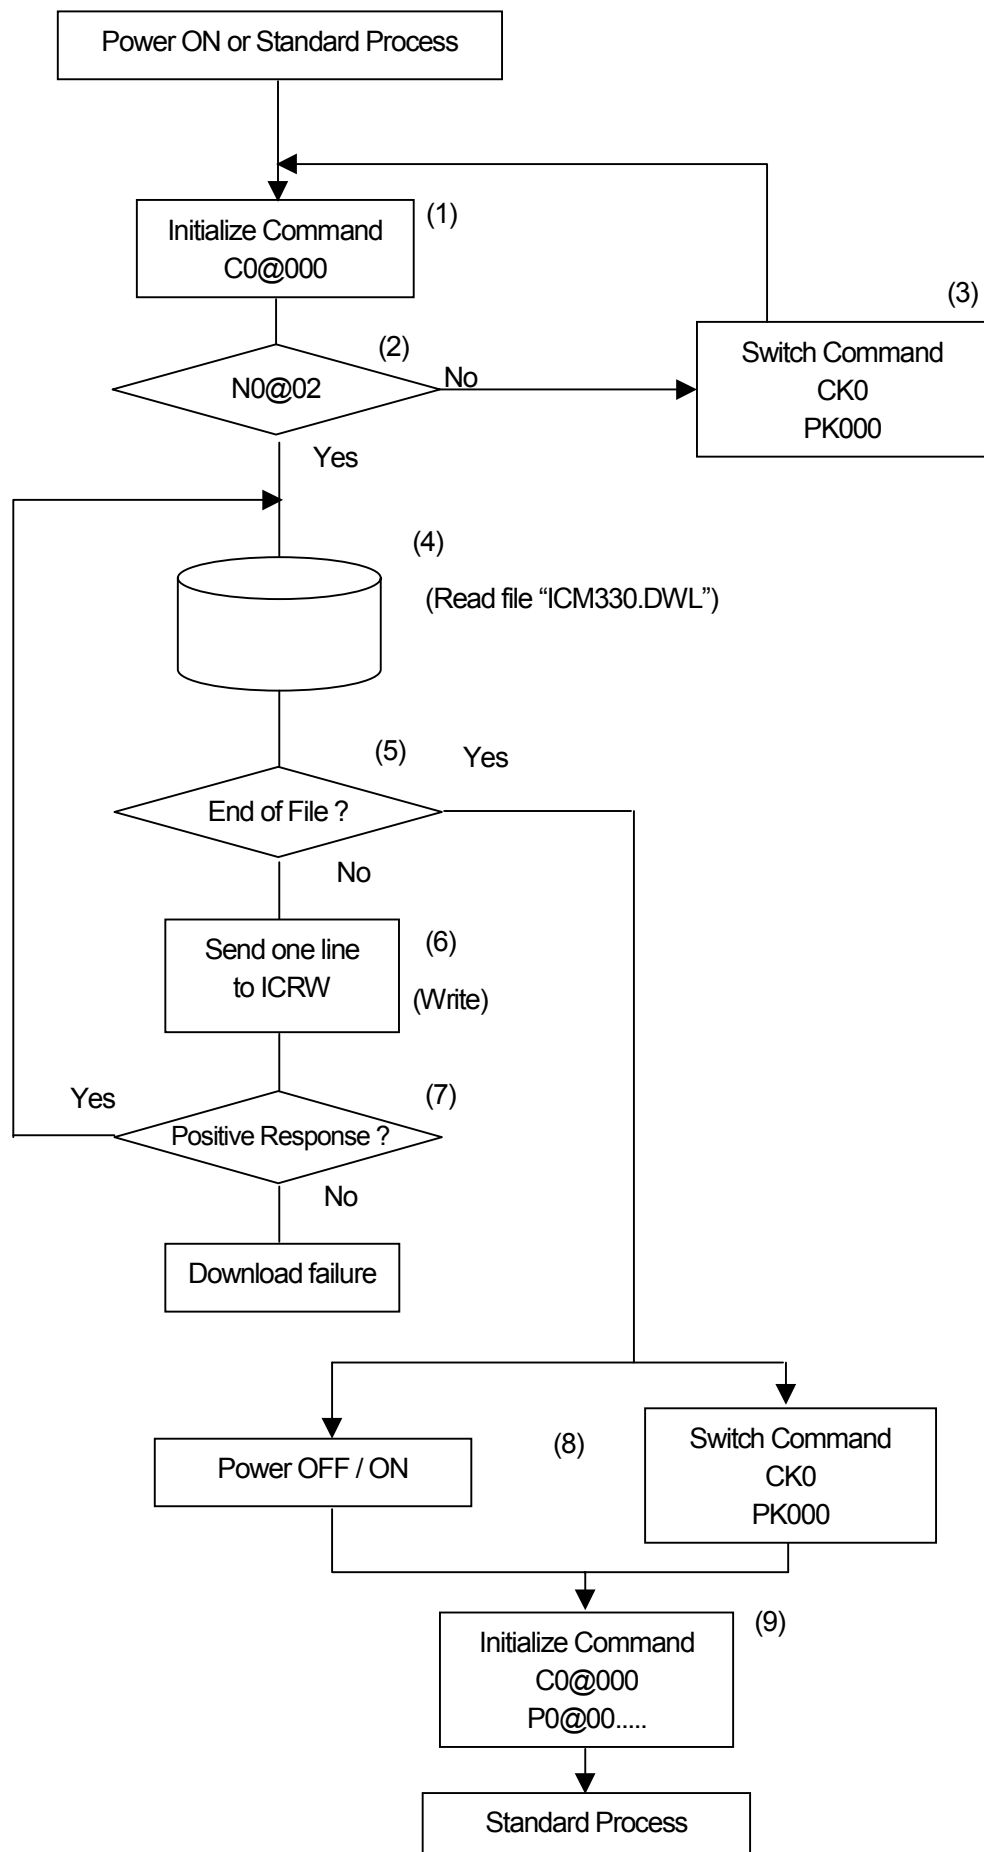 Power ON or Standard Process
Initialize Command
C0@000
(1)
(2)
N0@02
No
(3)
Switch Command
CK0
PK000
Yes
(4)
(Read file “ICM330.DWL”)
(5)
Yes
End of File ?
No
Send one line
to ICRW
(6)
(Write)
Yes
(7)
Positive Response ?
No
Download failure
Power OFF / ON
(8)
Switch Command
CK0
PK000
Initialize Command
C0@000
P0@00.....
(9)
Standard Process